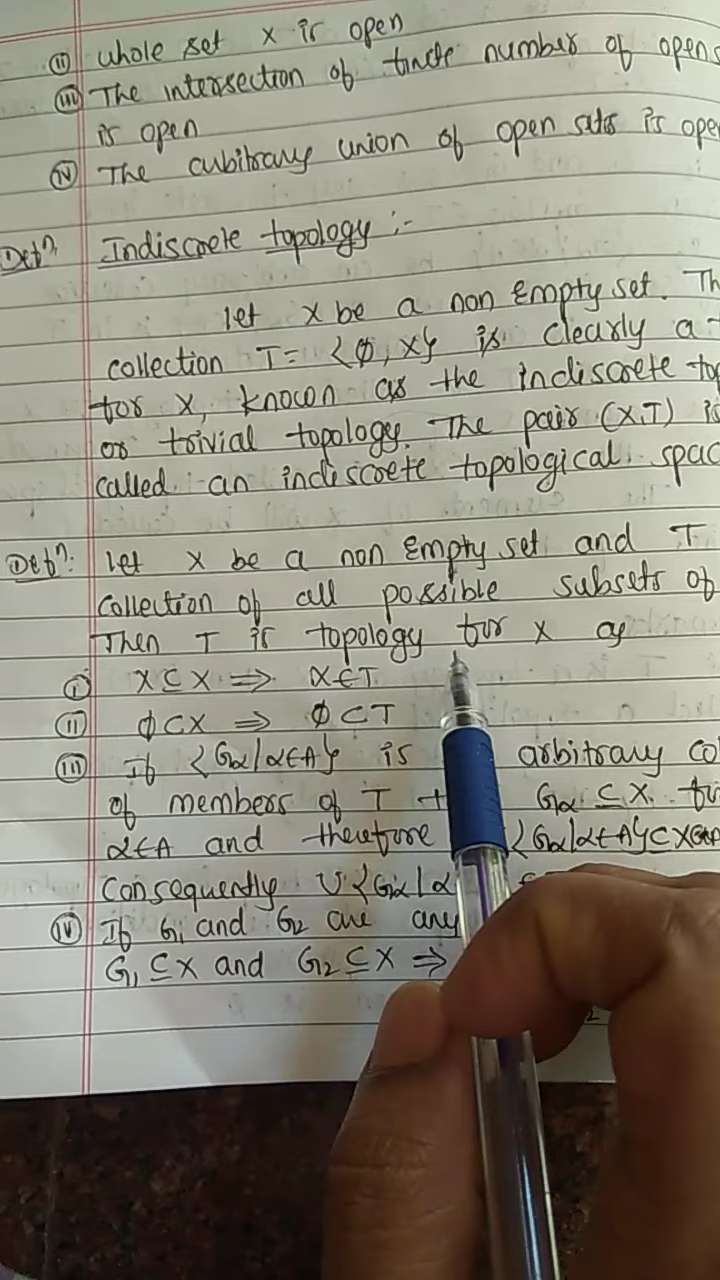 (ii) whole set X is open
(iii) The intersection of finite number of opens
is open
(iv) The arbitrary union of open sets is ope
Defn Indiscrete topology :-
let X be a non Empty set. Th
collection T = {φ, X} is clearly a t
for X, known as the indiscrete top
or trivial topology. The pair (X,T) is
called an indiscrete topological spac
Defn: let X be a non Empty set and T
collection of all possible subsets of
Then T is topology for X as
(i) X ⊆ X ⇒ X ∈ T
(ii) φ ⊂ X ⇒ φ ⊂ T
(iii) If {Gα | α ∈ A} is arbitrary col
of members of T Gα ⊆ X for
α ∈ A and therefore {Gα | α ∈ A} ⊂ X
Consequently ∪ {Gα | α
(iv) If G1 and G2 are any
G1 ⊆ X and G2 ⊆ X ⇒